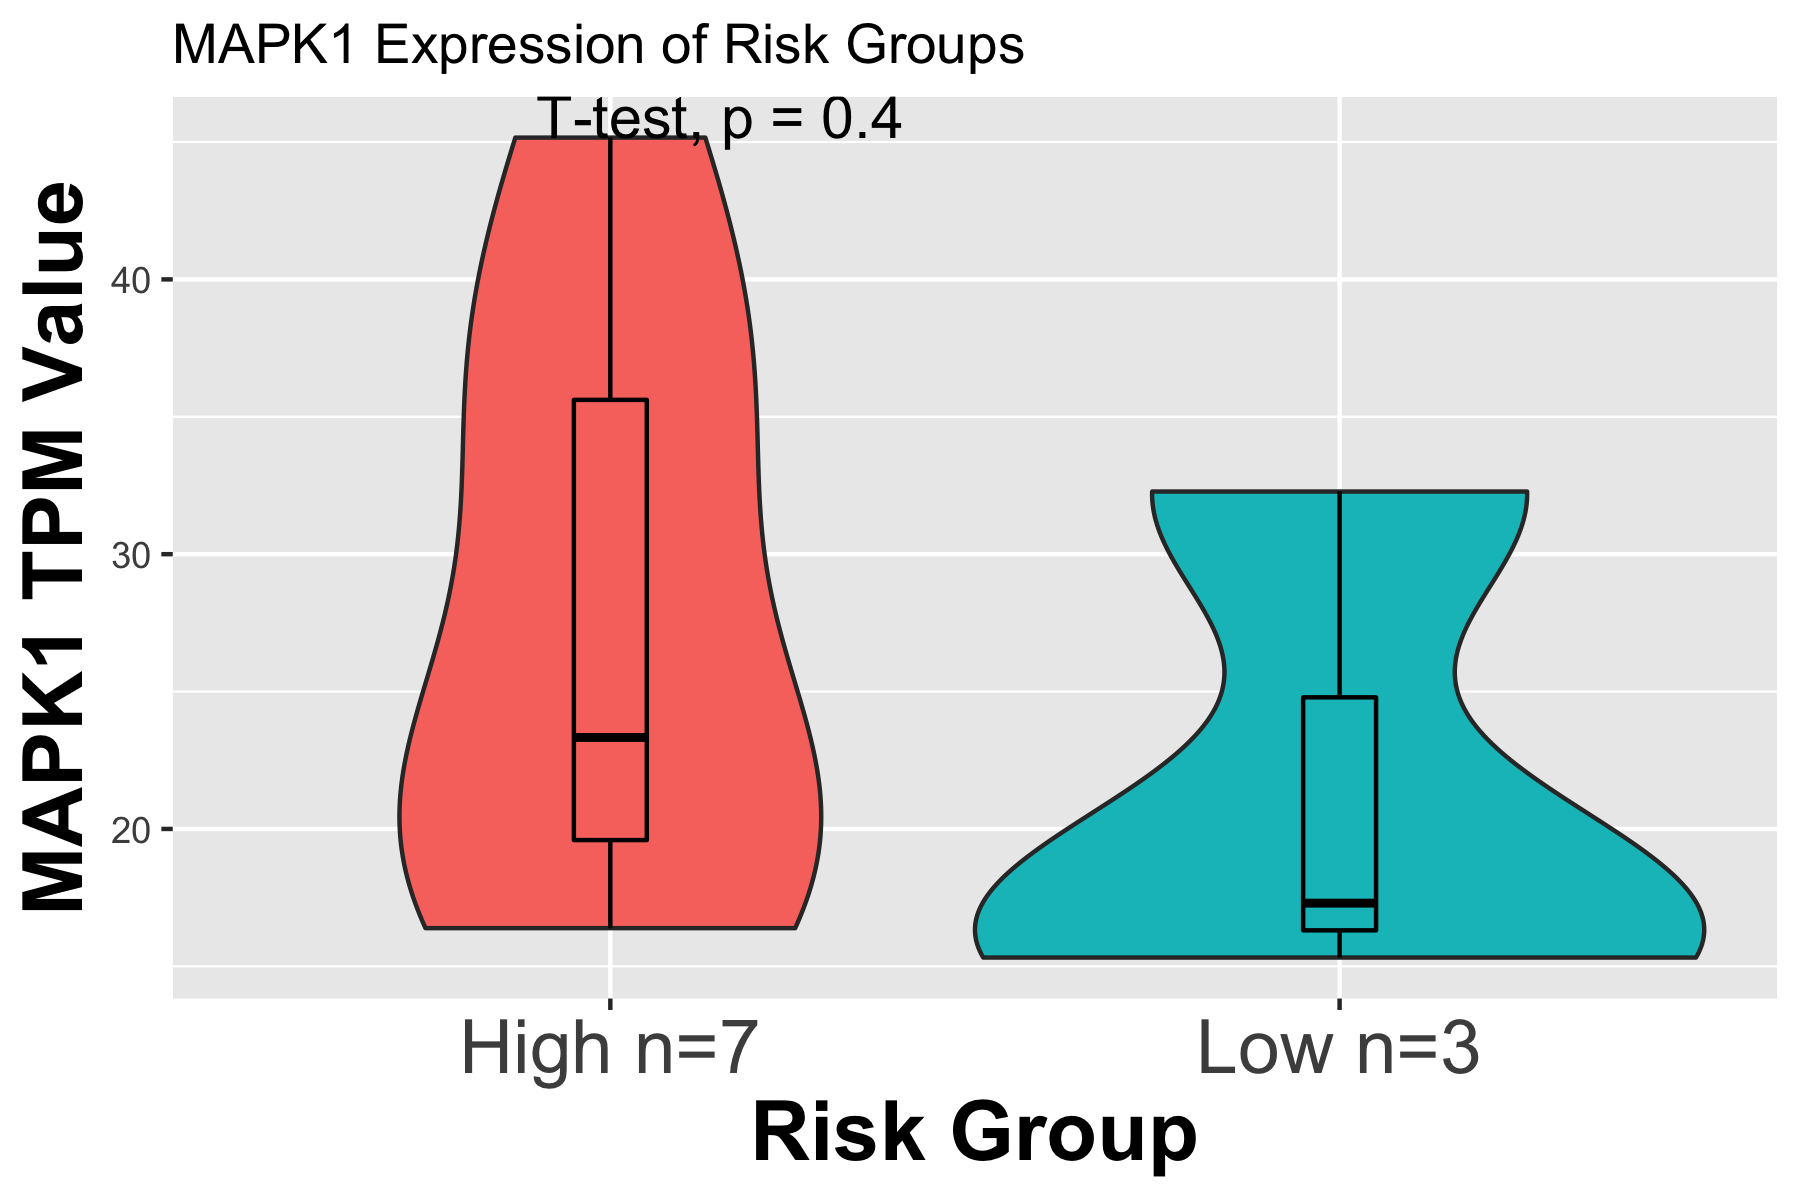 MAPK1 Expression of Risk Groups
T-test, p = 0.4
MAPK1 TPM Value
40
30
20
High n=7
Low n=3
Risk Group